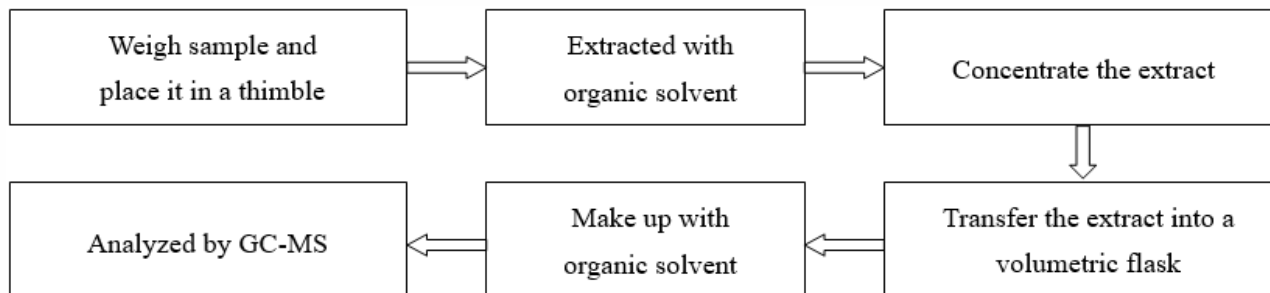 Weigh sample and
place it in a thimble
Extracted with
organic solvent
Concentrate the extract
Transfer the extract into a
volumetric flask
Make up with
organic solvent
Analyzed by GC-MS